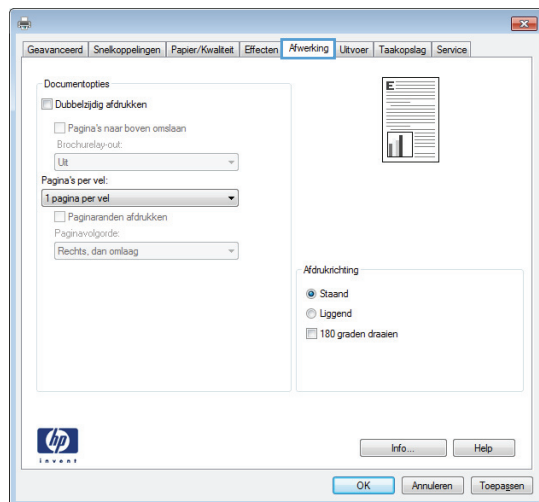 Geavanceerd Snelkoppelingen Papier/Kwaliteit Effecten Afwerking Uitvoer Taakopslag Service
Documentopties
Dubbelzijdig afdrukken
Pagina's naar boven omslaan
Brochurelay-out:
Uit
Pagina's per vel:
1 pagina per vel
Paginaranden afdrukken
Paginavolgorde:
Rechts, dan omlaag
E
Afdrukrichting
Staand
Liggend
180 graden draaien
hp
invent
Info... Help
OK Annuleren Toepassen